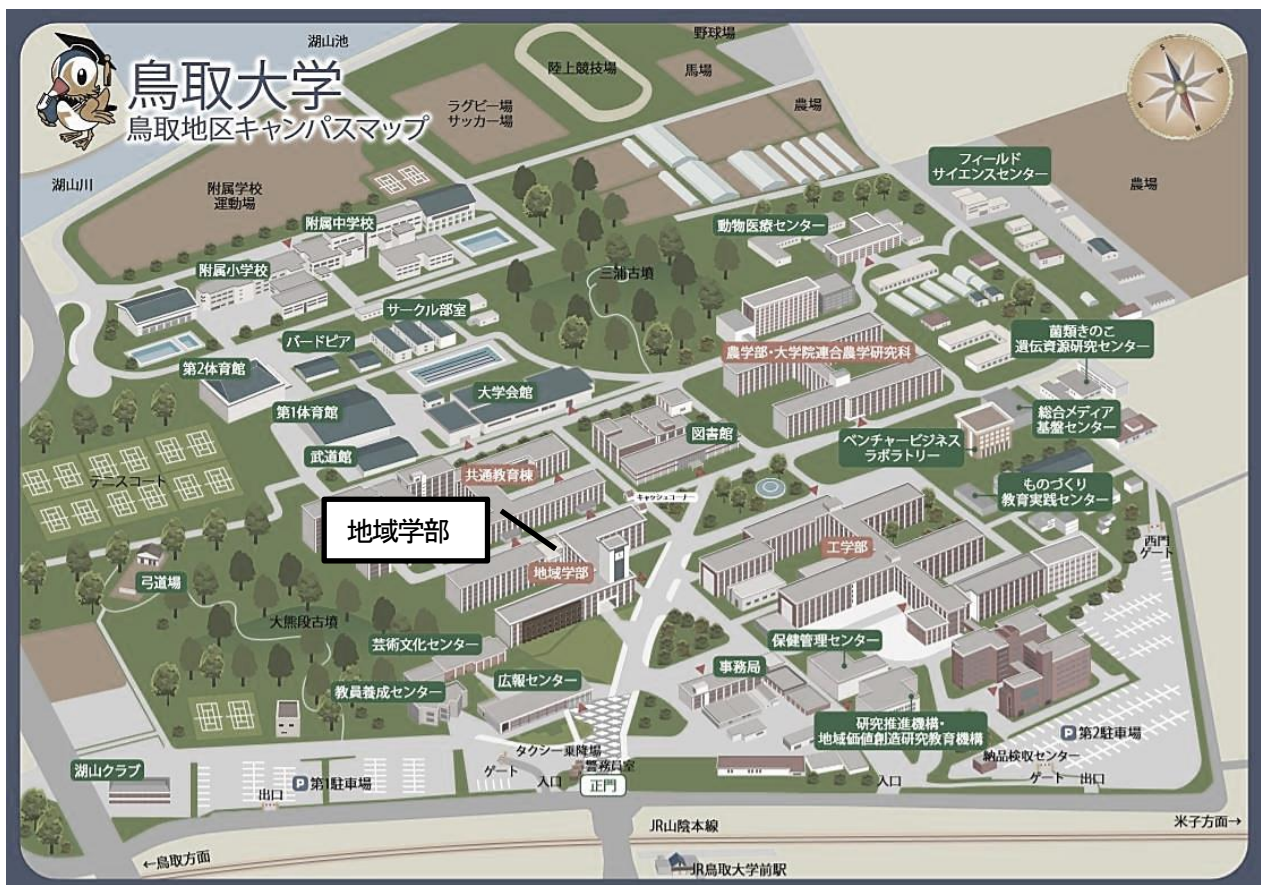 湖山池
野球場
鳥取大学
鳥取地区キャンパスマップ
陸上競技場
馬場
ラグビー場
サッカー場
農場
湖山川
附属学校
運動場
フィールド
サイエンスセンター
農場
附属中学校
動物医療センター
附属小学校
三浦古墳
サークル部室
バードピア
菌類きのこ
遺伝資源研究センター
農学部・大学院連合農学研究科
第2体育館
大学会館
第1体育館
図書館
総合メディア
基盤センター
ベンチャービジネス
ラボラトリー
武道館
共通教育棟
テニスコート
キャッシュコーナー
ものづくり
教育実践センター
地域学部
西門
ゲート
工学部
地域学部
弓道場
大熊段古墳
芸術文化センター
保健管理センター
事務局
広報センター
教員養成センター
研究推進機構・
地域価値創造研究教育機構
P第2駐車場
タクシー乗降場
納品検収センター
湖山クラブ
ゲート
警務員室
P第1駐車場
入口
正門
入口
ゲート
出口
出口
JR山陰本線
米子方面→
←鳥取方面
JR鳥取大学前駅